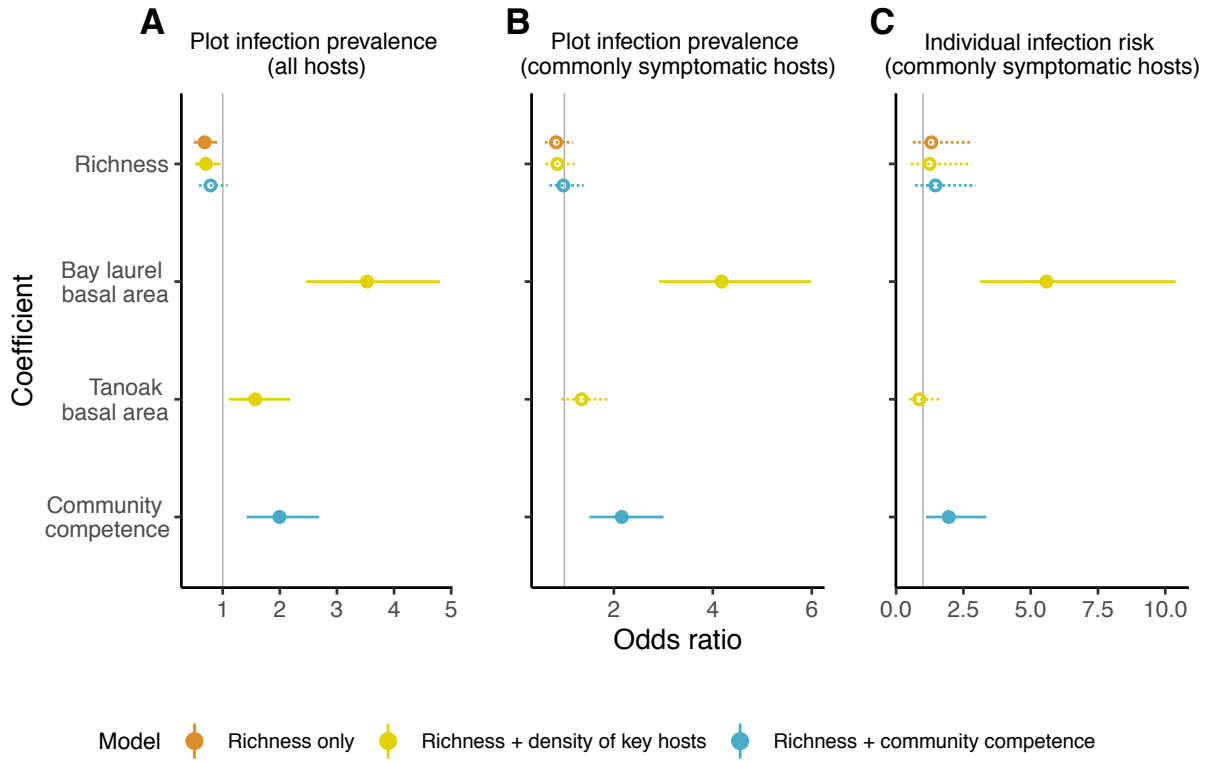 A
Plot infection prevalence
(all hosts)
B
Plot infection prevalence
(commonly symptomatic hosts)
C
Individual infection risk
(commonly symptomatic hosts)
Coefficient
Richness
Bay laurel
basal area
Tanoak
basal area
Community
competence
1 2 3 4 5
2 4 6
0.0 2.5 5.0 7.5 10.0
Odds ratio
Model Richness only Richness + density of key hosts Richness + community competence